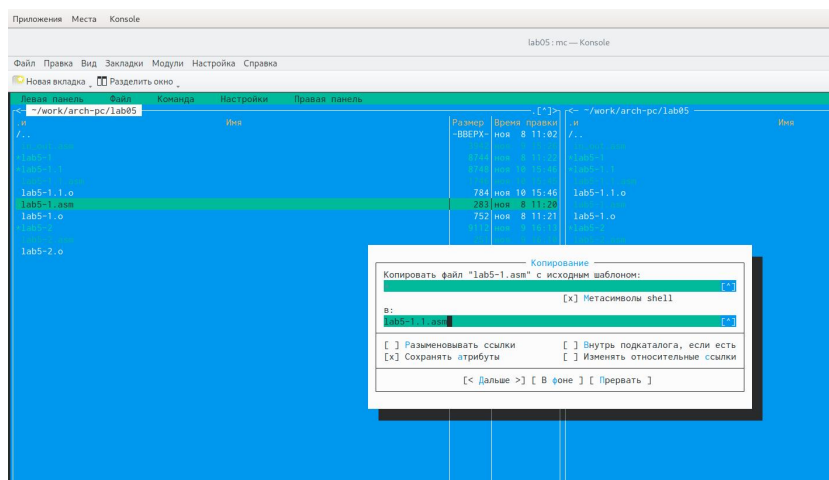 Приложения Места Konsole
lab05 : mc — Konsole
Файл Правка Вид Закладки Модули Настройка Справка
Новая вкладка Разделить окно
Левая панель Файл Команда Настройки Правая панель
<- ~/work/arch-pc/lab05 .[^]> <- ~/work/arch-pc/lab05
.и Имя Размер Время правки .и Имя
/.. -ВВЕРХ- ноя 8 11:02 /..
*lab5-1 8744 ноя 8 11:22 *lab5-1
*lab5-1.1 8748 ноя 10 15:46 *lab5-1.1
lab5-1.1.o 784 ноя 10 15:46 lab5-1.1.o
lab5-1.asm 283 ноя 8 11:20
lab5-1.o 752 ноя 8 11:21 lab5-1.o
*lab5-2 9112 ноя 9 16:13 *lab5-2
lab5-2.o
Копирование
Копировать файл "lab5-1.asm" с исходным шаблоном:
[^]
[x] Метасимволы shell
в:
lab5-1.1.asm [^]
[ ] Разыменовывать ссылки [ ] Внутрь подкаталога, если есть
[x] Сохранять атрибуты [ ] Изменять относительные ссылки
[< Дальше >] [ В фоне ] [ Прервать ]